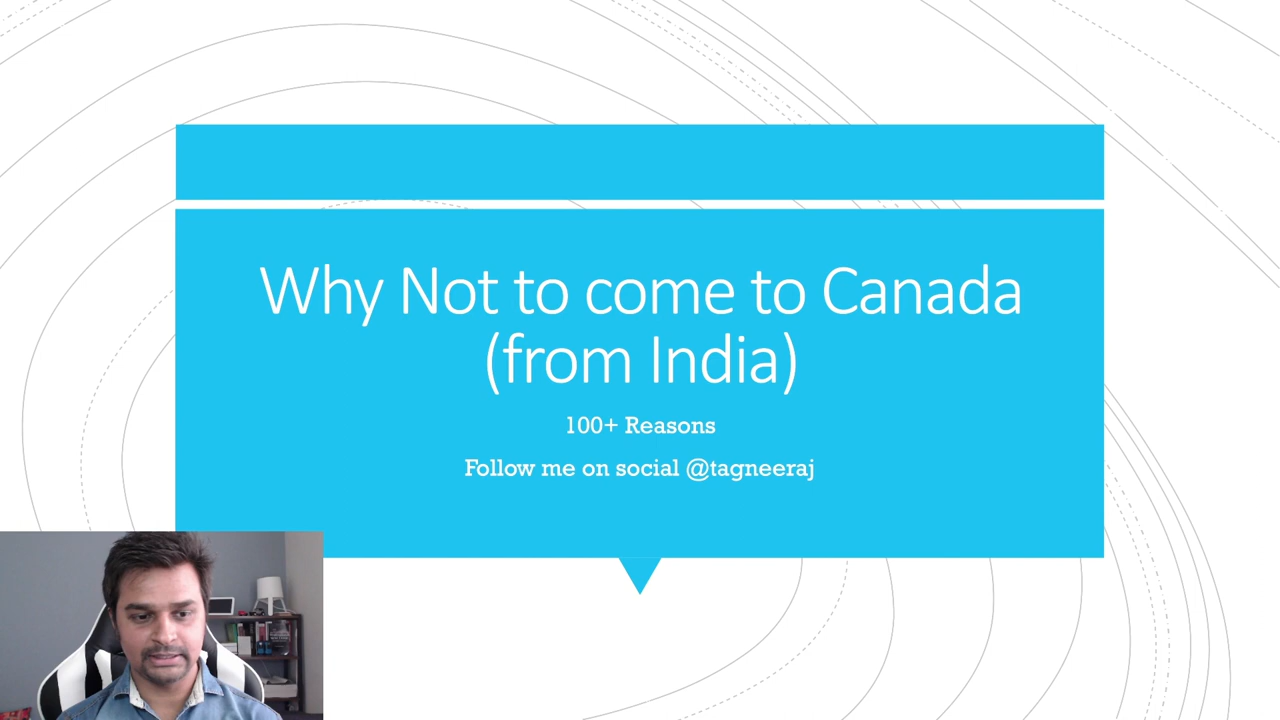 Why Not to come to Canada
(from India)
100+ Reasons
Follow me on social @tagneeraj